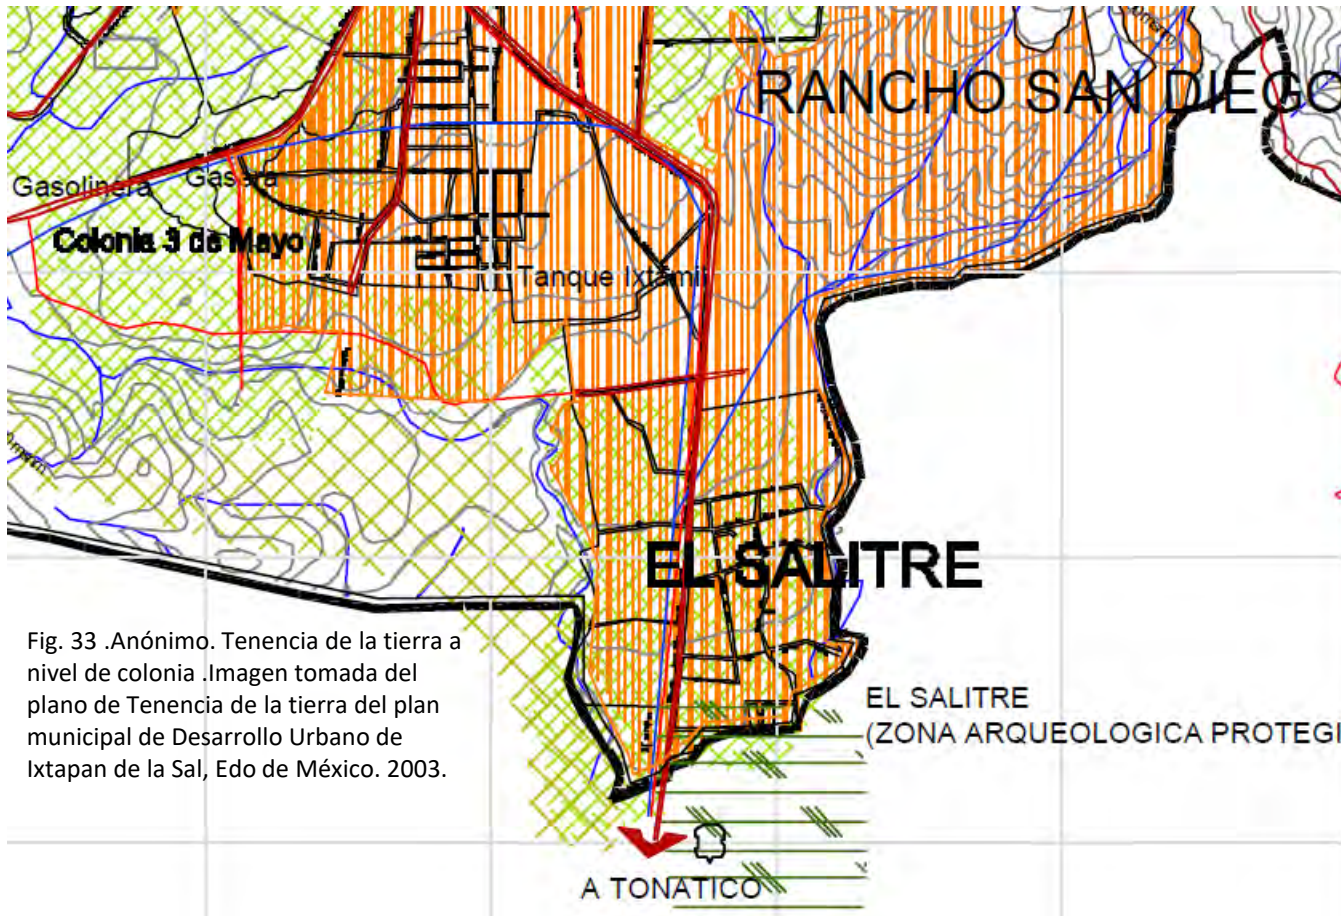 RANCHO SAN DIEGO
Gasolinera
Gasera
Colonia 3 de Mayo
Tanque Ixtamil
EL SALITRE
Fig. 33 .Anónimo. Tenencia de la tierra a
nivel de colonia .Imagen tomada del
plano de Tenencia de la tierra del plan
municipal de Desarrollo Urbano de
Ixtapan de la Sal, Edo de México. 2003.
EL SALITRE
(ZONA ARQUEOLOGICA PROTEGI
A TONATICO